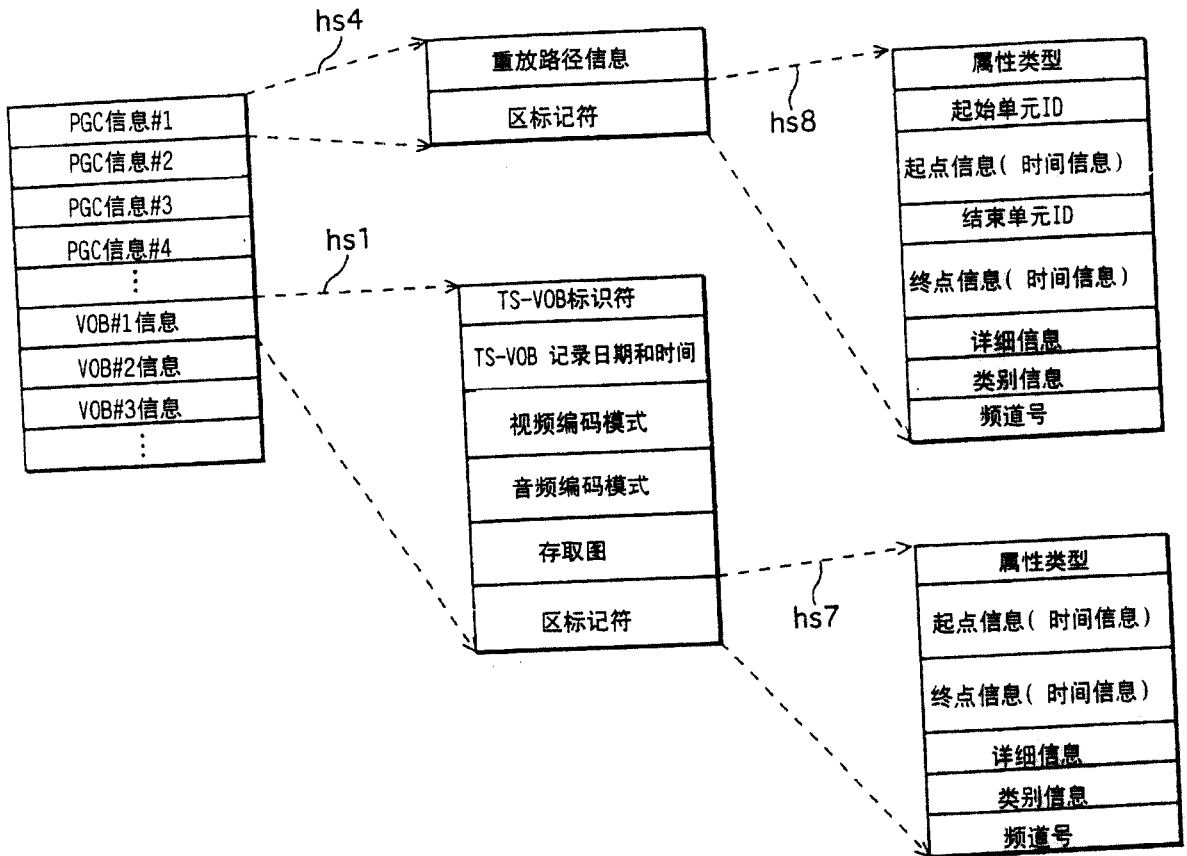 hs4
PGC信息#1
PGC信息#2
PGC信息#3
PGC信息#4
⋮
VOB#1信息
VOB#2信息
VOB#3信息
⋮
重放路径信息
区标记符
hs8
属性类型
起始单元ID
起点信息( 时间信息)
结束单元ID
终点信息( 时间信息)
详细信息
类别信息
频道号
hs1
TS-VOB标识符
TS-VOB 记录日期和时间
视频编码模式
音频编码模式
存取图
区标记符
hs7
属性类型
起点信息( 时间信息)
终点信息( 时间信息)
详细信息
类别信息
频道号